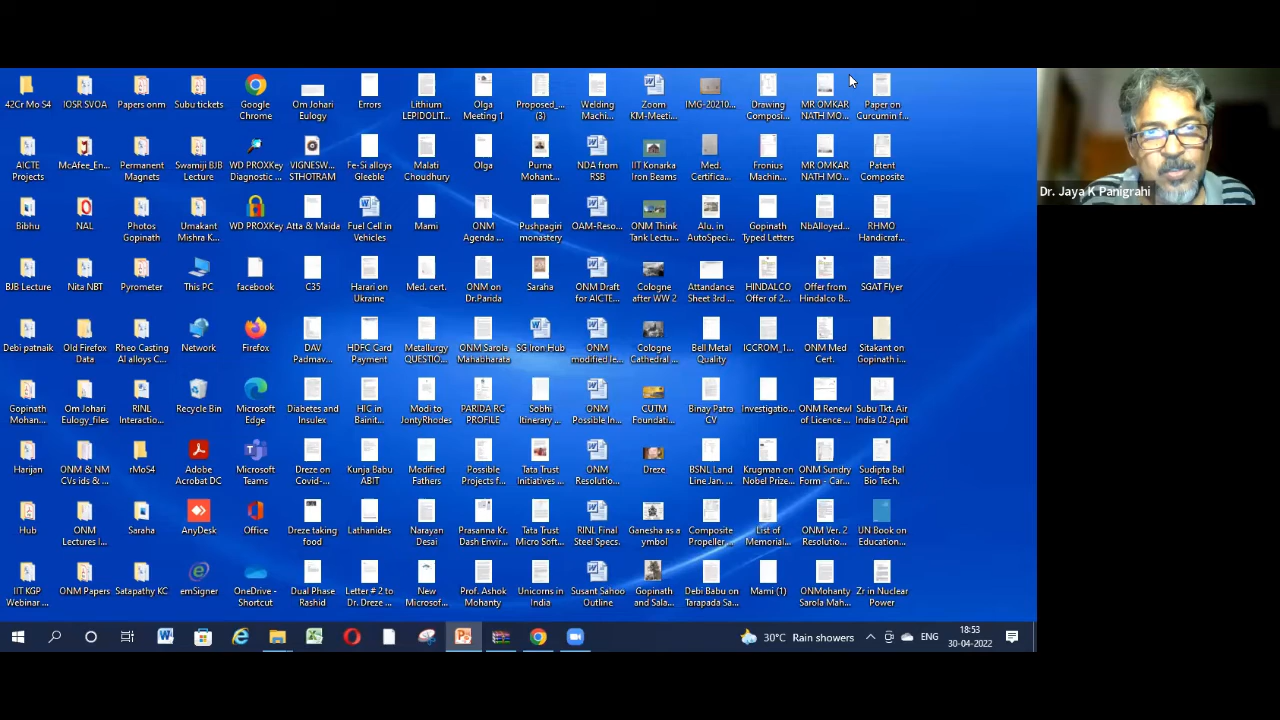 42Cr Mo S4
IOSR SVOA
Papers onm
Subu tickets
Google
Chrome
Om Johari
Eulogy
Errors
Lithium
LEPIDOLIT...
Olga
Meeting 1
Proposed_...
(3)
Welding
Machi...
Zoom
KM-Meeti...
IMG-20210...
Drawing
Composi...
MR OMKAR
NATH MO...
Paper on
Curcumin f...
AICTE
Projects
McAfee_En...
Permanent
Magnets
Swamiji BJB
Lecture
WD PROXKey
Diagnostic ...
VIGNESW...
STHOTRAM
Fe-Si alloys
Gleeble
Malati
Choudhury
Olga
Purna
Mohant...
NDA from
RSB
IIT Konarka
Iron Beams
Med.
Certifica...
Fronius
Machin...
MR OMKAR
NATH MO...
Patent
Composite
Dr. Jaya K Panigrahi
Bibhu
NAL
Photos
Gopinath
Umakant
Mishra K...
WD PROXKey
Atta & Maida
Fuel Cell in
Vehicles
Mami
ONM
Agenda ...
Pushpagiri
monastery
OAM-Reso...
ONM Think
Tank Lectu...
Alu. in
AutoSpeci...
Gopinath
Typed Letters
NbAlloyed...
RHMO
Handicraf...
BJB Lecture
Nita NBT
Pyrometer
This PC
facebook
C35
Harari on
Ukraine
Med. cert.
ONM on
Dr.Parida
Saraha
ONM Draft
for AICTE...
Cologne
after WW 2
Attandance
Sheet 3rd ...
HINDALCO
Offer of 2...
Offer from
Hindalco B...
SGAT Flyer
Debi patnaik
Old Firefox
Data
Rheo Casting
Al alloys C...
Network
Firefox
DAV
Padmav...
HDFC Card
Payment
Metallurgy
QUESTIO...
ONM Sarola
Mahabharata
SG Iron Hub
ONM
modified le...
Cologne
Cathedral ...
Bell Metal
Quality
ICCROM_1...
ONM Med
Cert.
Sitakant on
Gopinath i...
Gopinath
Mohan...
Om Johari
Eulogy_files
RINL
Interactio...
Recycle Bin
Microsoft
Edge
Diabetes and
Insulex
HIC in
Bainit...
Modi to
JontyRhodes
PARIDA RC
PROFILE
Sobhi
Itinerary ...
ONM
Possible In...
CUTM
Foundati...
Binay Patra
CV
Investigatio...
ONM Renewl
of Licence ...
Subu Tkt. Air
India 02 April
Harijan
ONM & NM
CVs ids & ...
rMoS4
Adobe
Acrobat DC
Microsoft
Teams
Dreze on
Covid-...
Kunja Babu
ABIT
Modified
Fathers
Possible
Projects f...
Tata Trust
Initiatives ...
ONM
Resolutio...
Dreze
BSNL Land
Line Jan. ...
Krugman on
Nobel Prize...
ONM Sundry
Form - Car...
Sudipta Bal
Bio Tech.
Hub
ONM
Lectures I...
Saraha
AnyDesk
Office
Dreze taking
food
Lathanides
Narayan
Desai
Prasanna Kr.
Dash Envir...
Tata Trust
Micro Soft...
RINL Final
Steel Specs.
Ganesha as a
symbol
Composite
Propeller ...
List of
Memorial...
ONM Ver. 2
Resolutio...
UN Book on
Education...
IIT KGP
Webinar ...
ONM Papers
Satapathy KC
emSigner
OneDrive -
Shortcut
Dual Phase
Rashid
Letter # 2 to
Dr. Dreze ...
New
Microsof...
Prof. Ashok
Mohanty
Unicorns in
India
Susant Sahoo
Outline
Gopinath
and Sala...
Debi Babu on
Tarapada Sa...
Mami (1)
ONMohanty
Sarola Mah...
Zr in Nuclear
Power
30°C Rain showers
ENG
18:53
30-04-2022